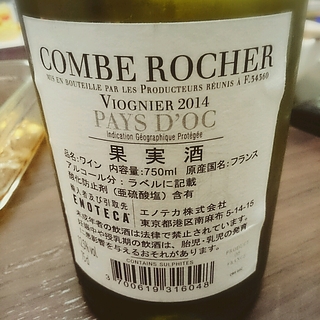 COMBE ROCHER
MIS EN BOUTEILLE PAR LES PRODUCTEURS RÉUNIS À F.34360
VIOGNIER 2014
PAYS D'OC
Indication Géographique Protégée
果実酒
品名:ワイン 内容量:750ml 原産国名:フランス
アルコール分:ラベルに記載
酸化防止剤(亜硫酸塩)含有
輸入者及び引取先
ENOTECA エノテカ株式会社
東京都港区南麻布 5-14-15
未成年者の飲酒は法律で禁止されています。
妊娠中や授乳期の飲酒は、胎児・乳児の発育
に悪影響を与えるおそれがあります。
CONTAINS SULPHITES
3 700619 316048